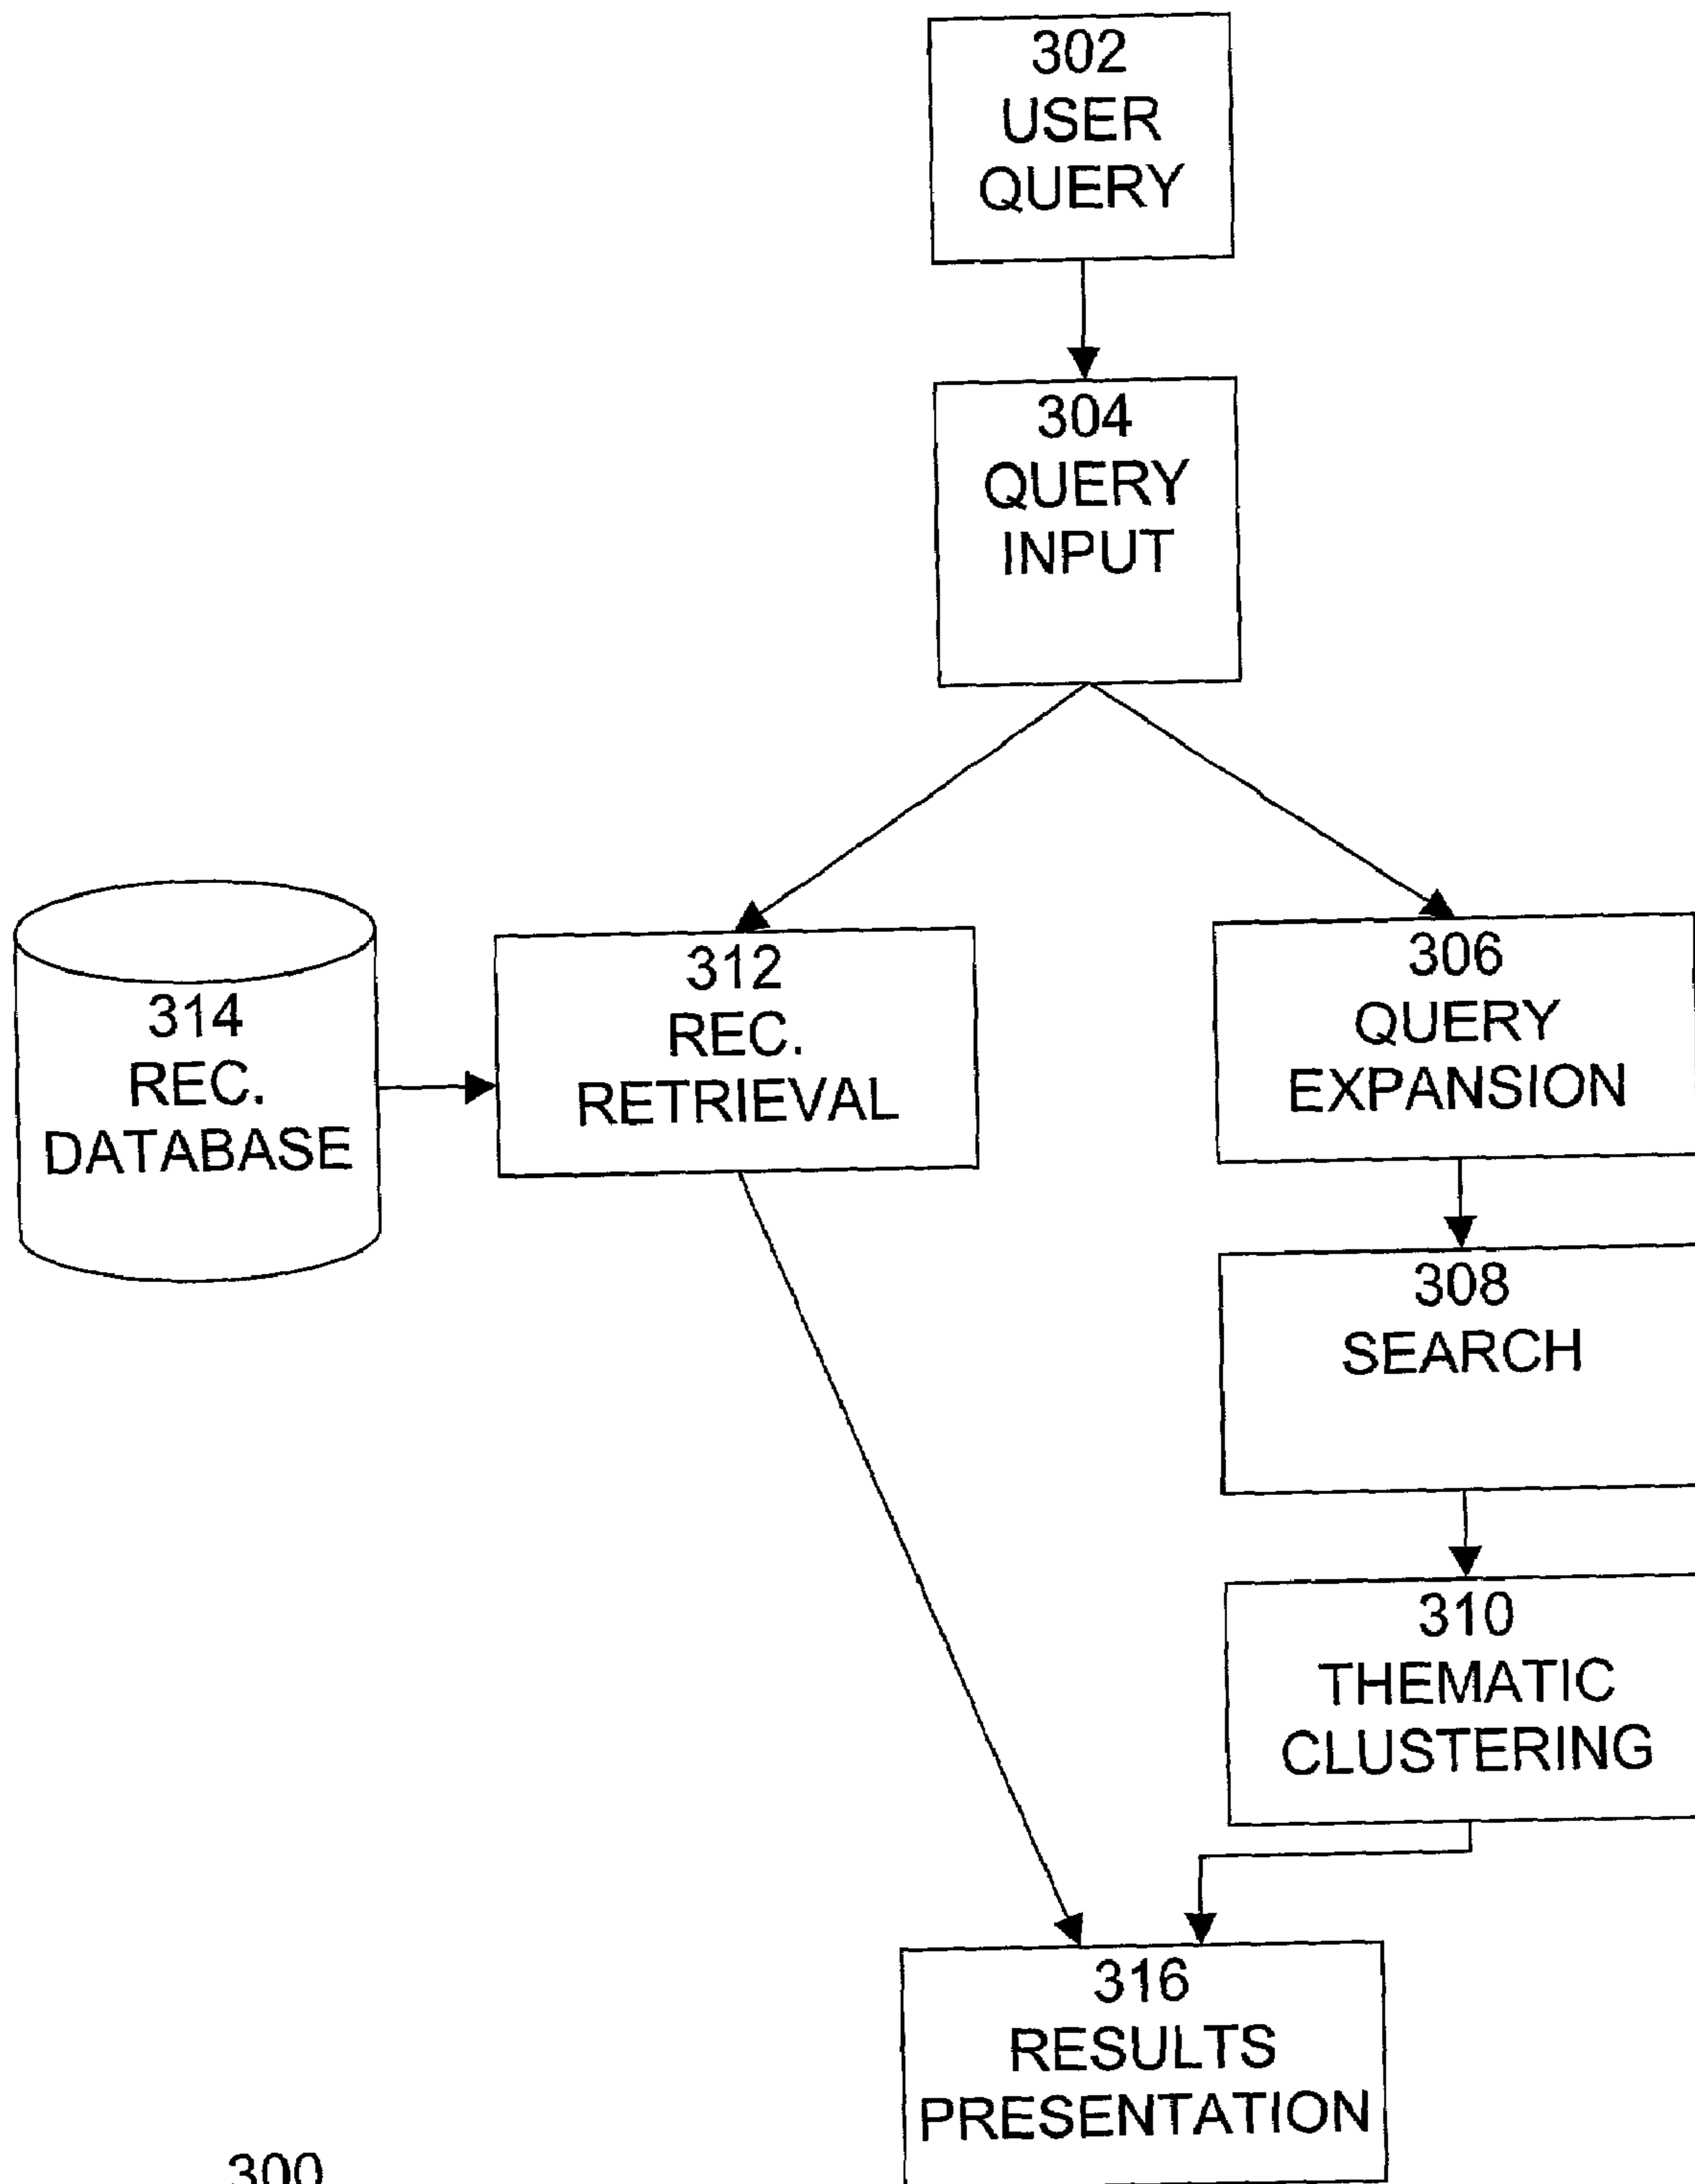 302
USER
QUERY
304
QUERY
INPUT
314
REC.
DATABASE
312
REC.
RETRIEVAL
306
QUERY
EXPANSION
308
SEARCH
310
THEMATIC
CLUSTERING
316
RESULTS
PRESENTATION
300